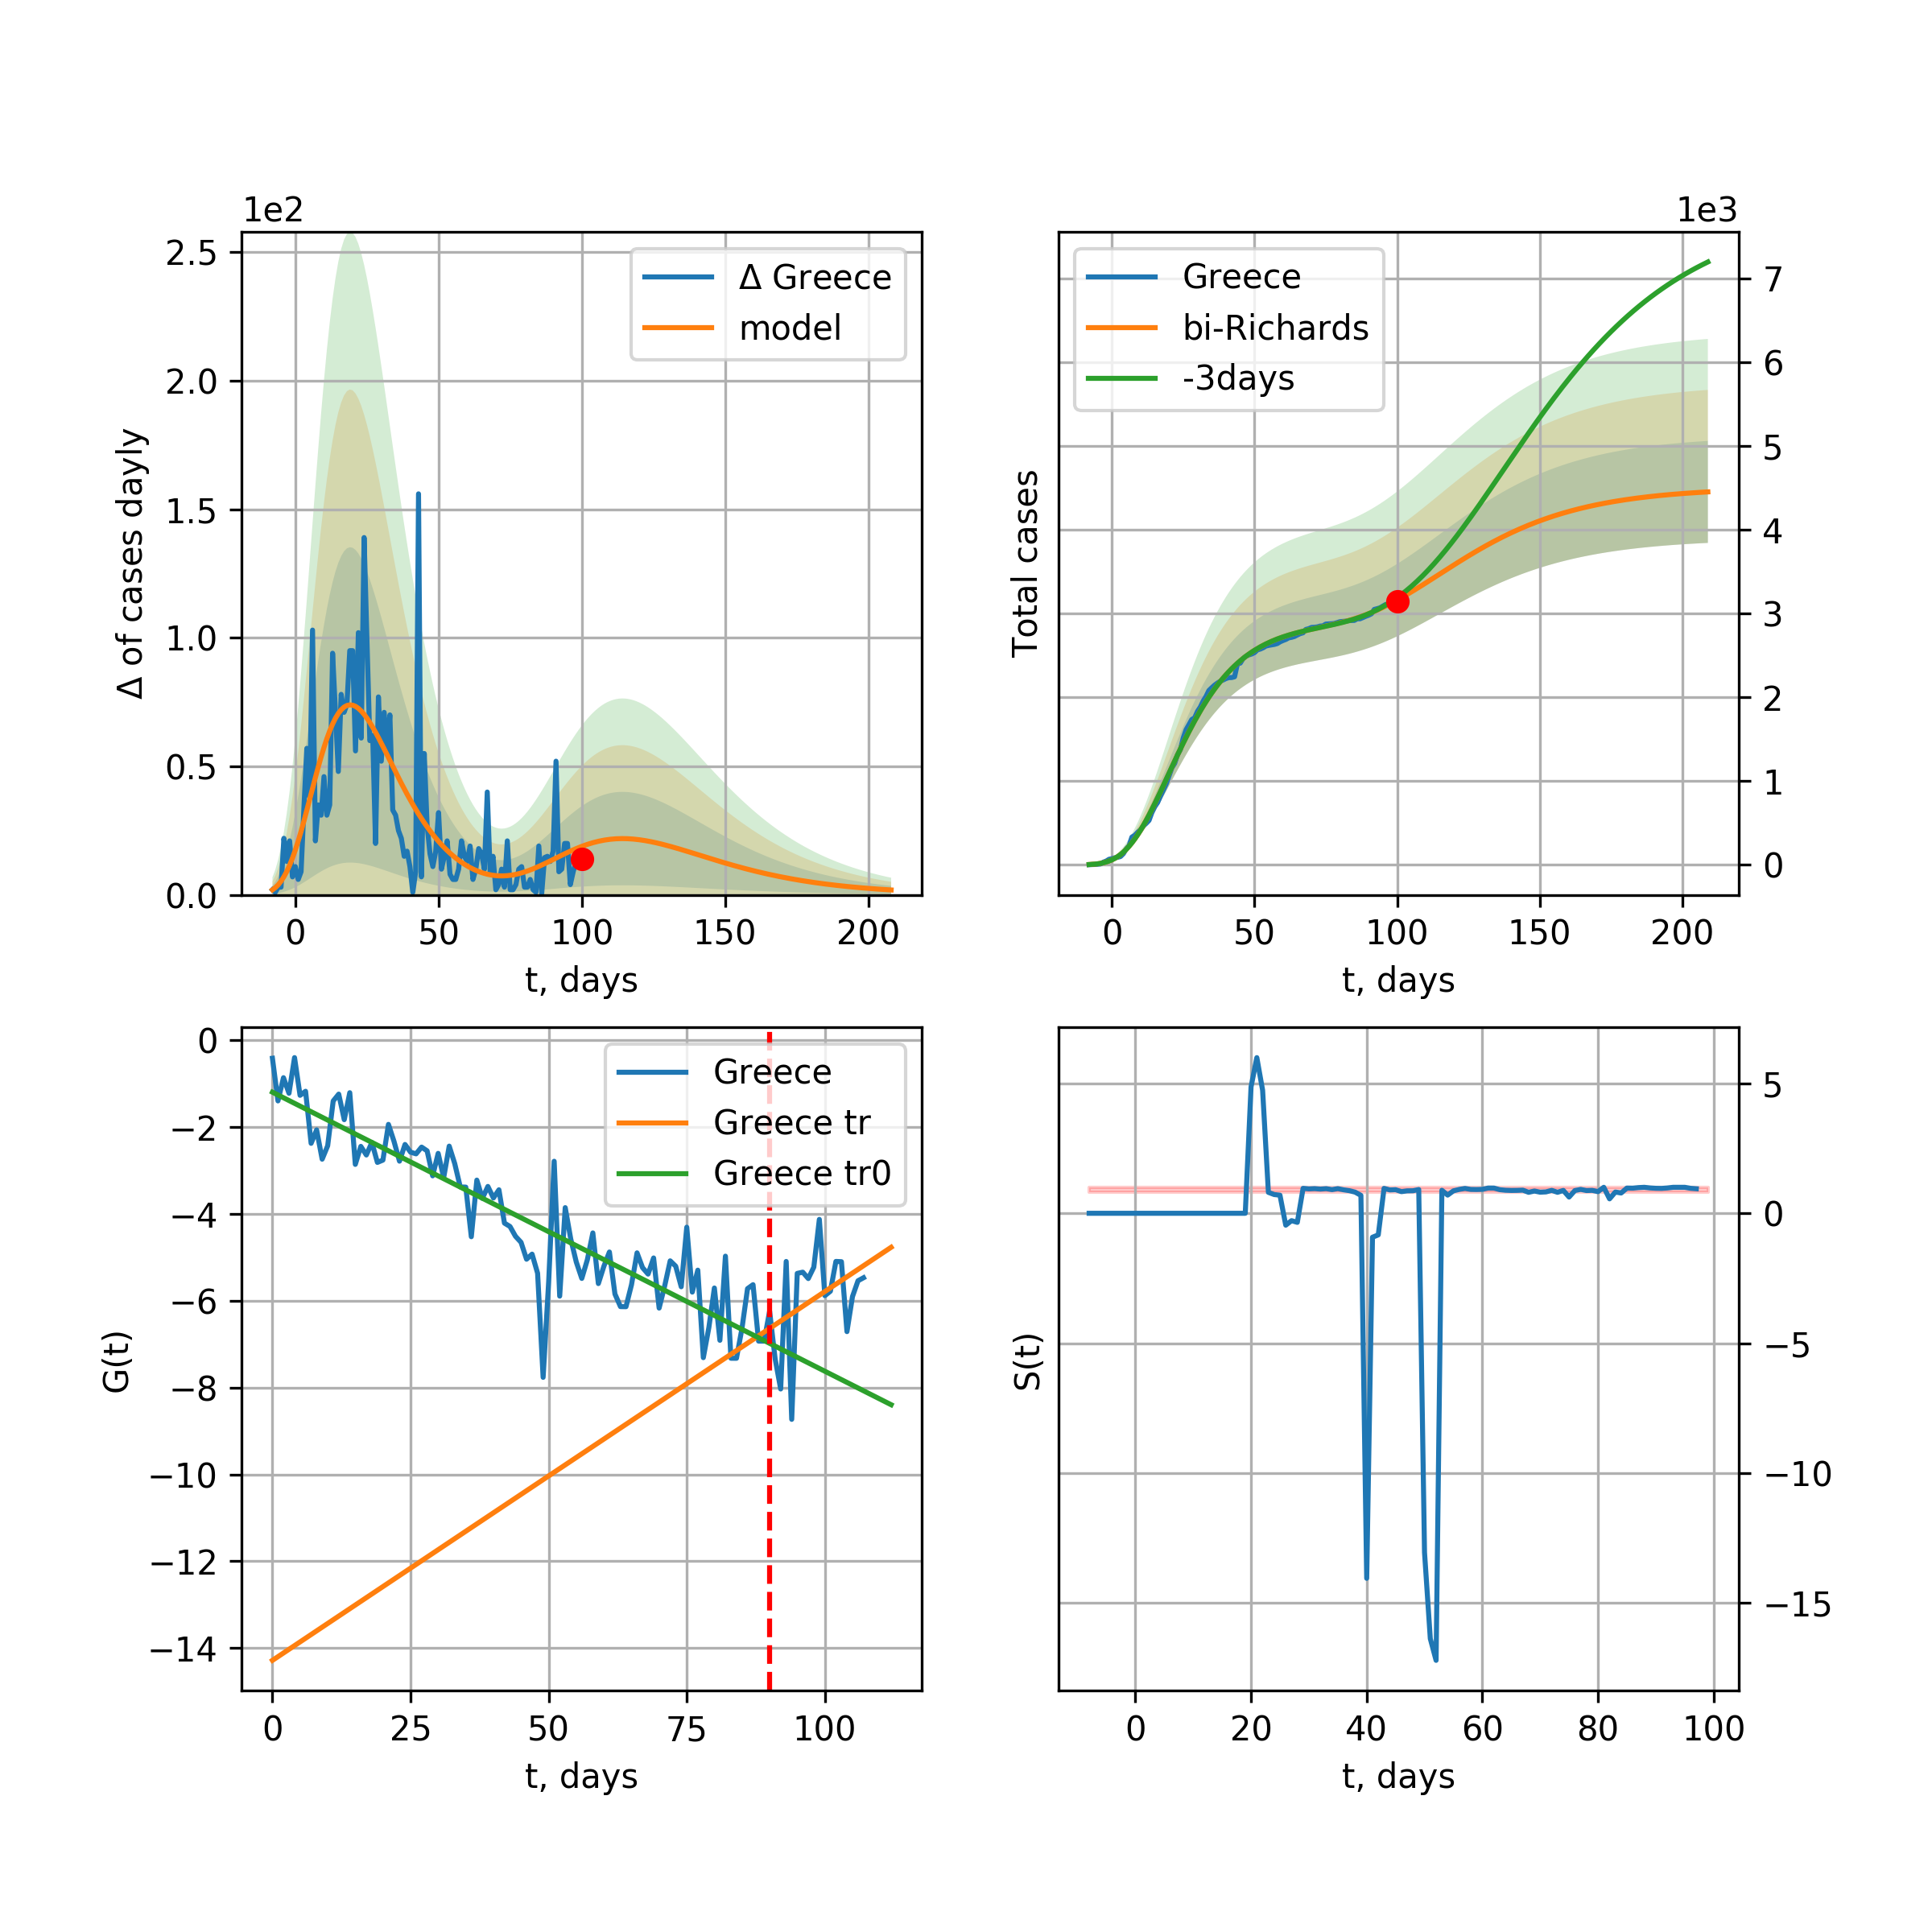 1e2
2.5
2.0
1.5
1.0
0.5
0.0
Δ of cases dayly
Δ Greece
model
0 50 100 150 200
t, days
1e3
7
6
5
4
3
2
1
0
Total cases
Greece
bi-Richards
-3days
0 50 100 150 200
t, days
0
−2
−4
−6
−8
−10
−12
−14
G(t)
Greece
Greece tr
Greece tr0
0 25 50 75 100
t, days
5
0
−5
−10
−15
S(t)
0 20 40 60 80 100
t, days